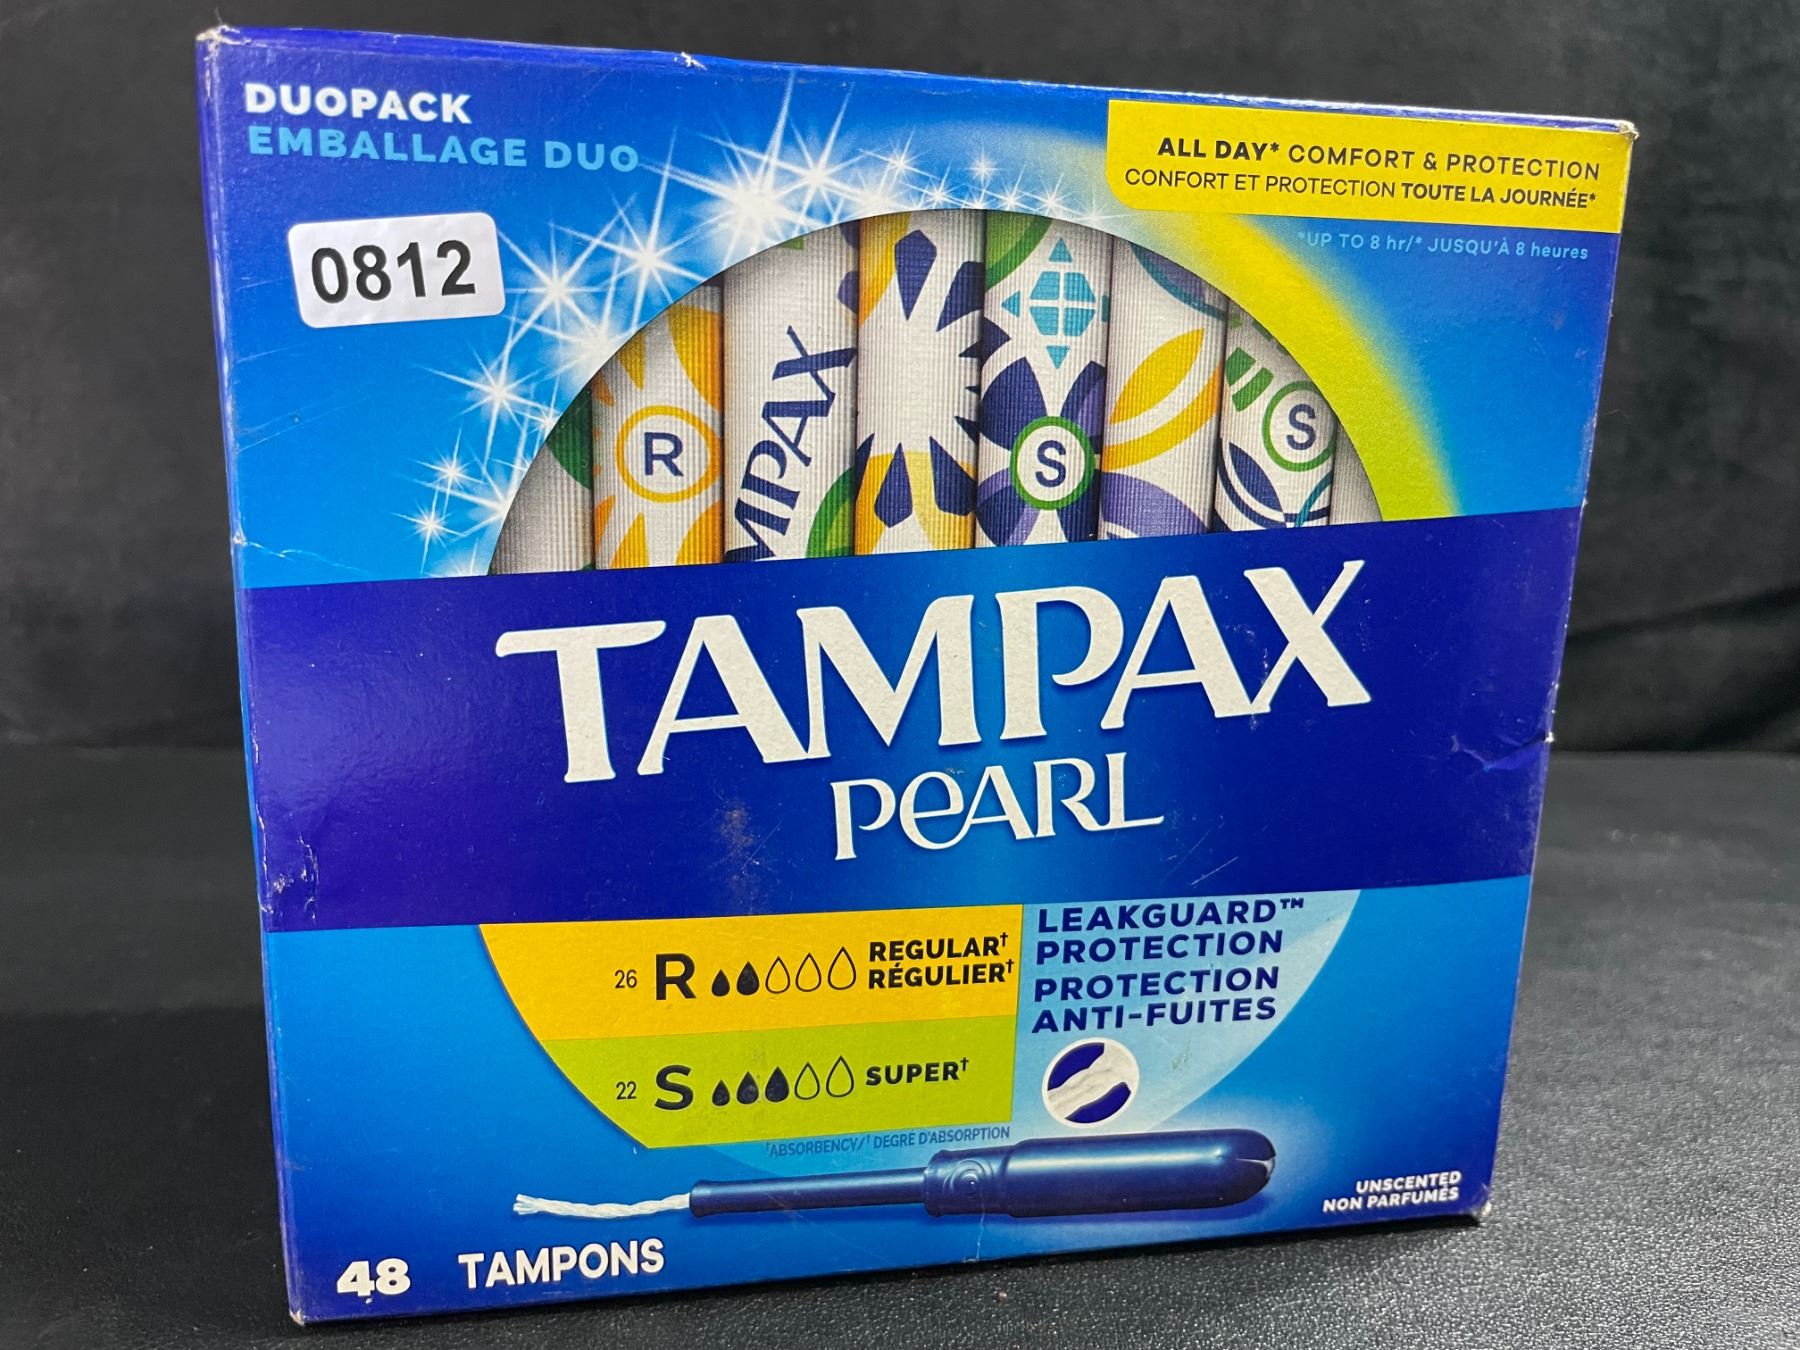 DUOPACK
EMBALLAGE DUO
ALL DAY* COMFORT & PROTECTION
CONFORT ET PROTECTION TOUTE LA JOURNÉE*
*UP TO 8 hr/* JUSQU'À 8 heures
0812
R
MPAX
S
S
TAMPAX
PEARL
26 R REGULAR†
RÉGULIER†
22 S SUPER†
†ABSORBENCY/† DEGRÉ D'ABSORPTION
LEAKGUARD™
PROTECTION
PROTECTION
ANTI-FUITES
UNSCENTED
NON PARFUMÉS
48 TAMPONS